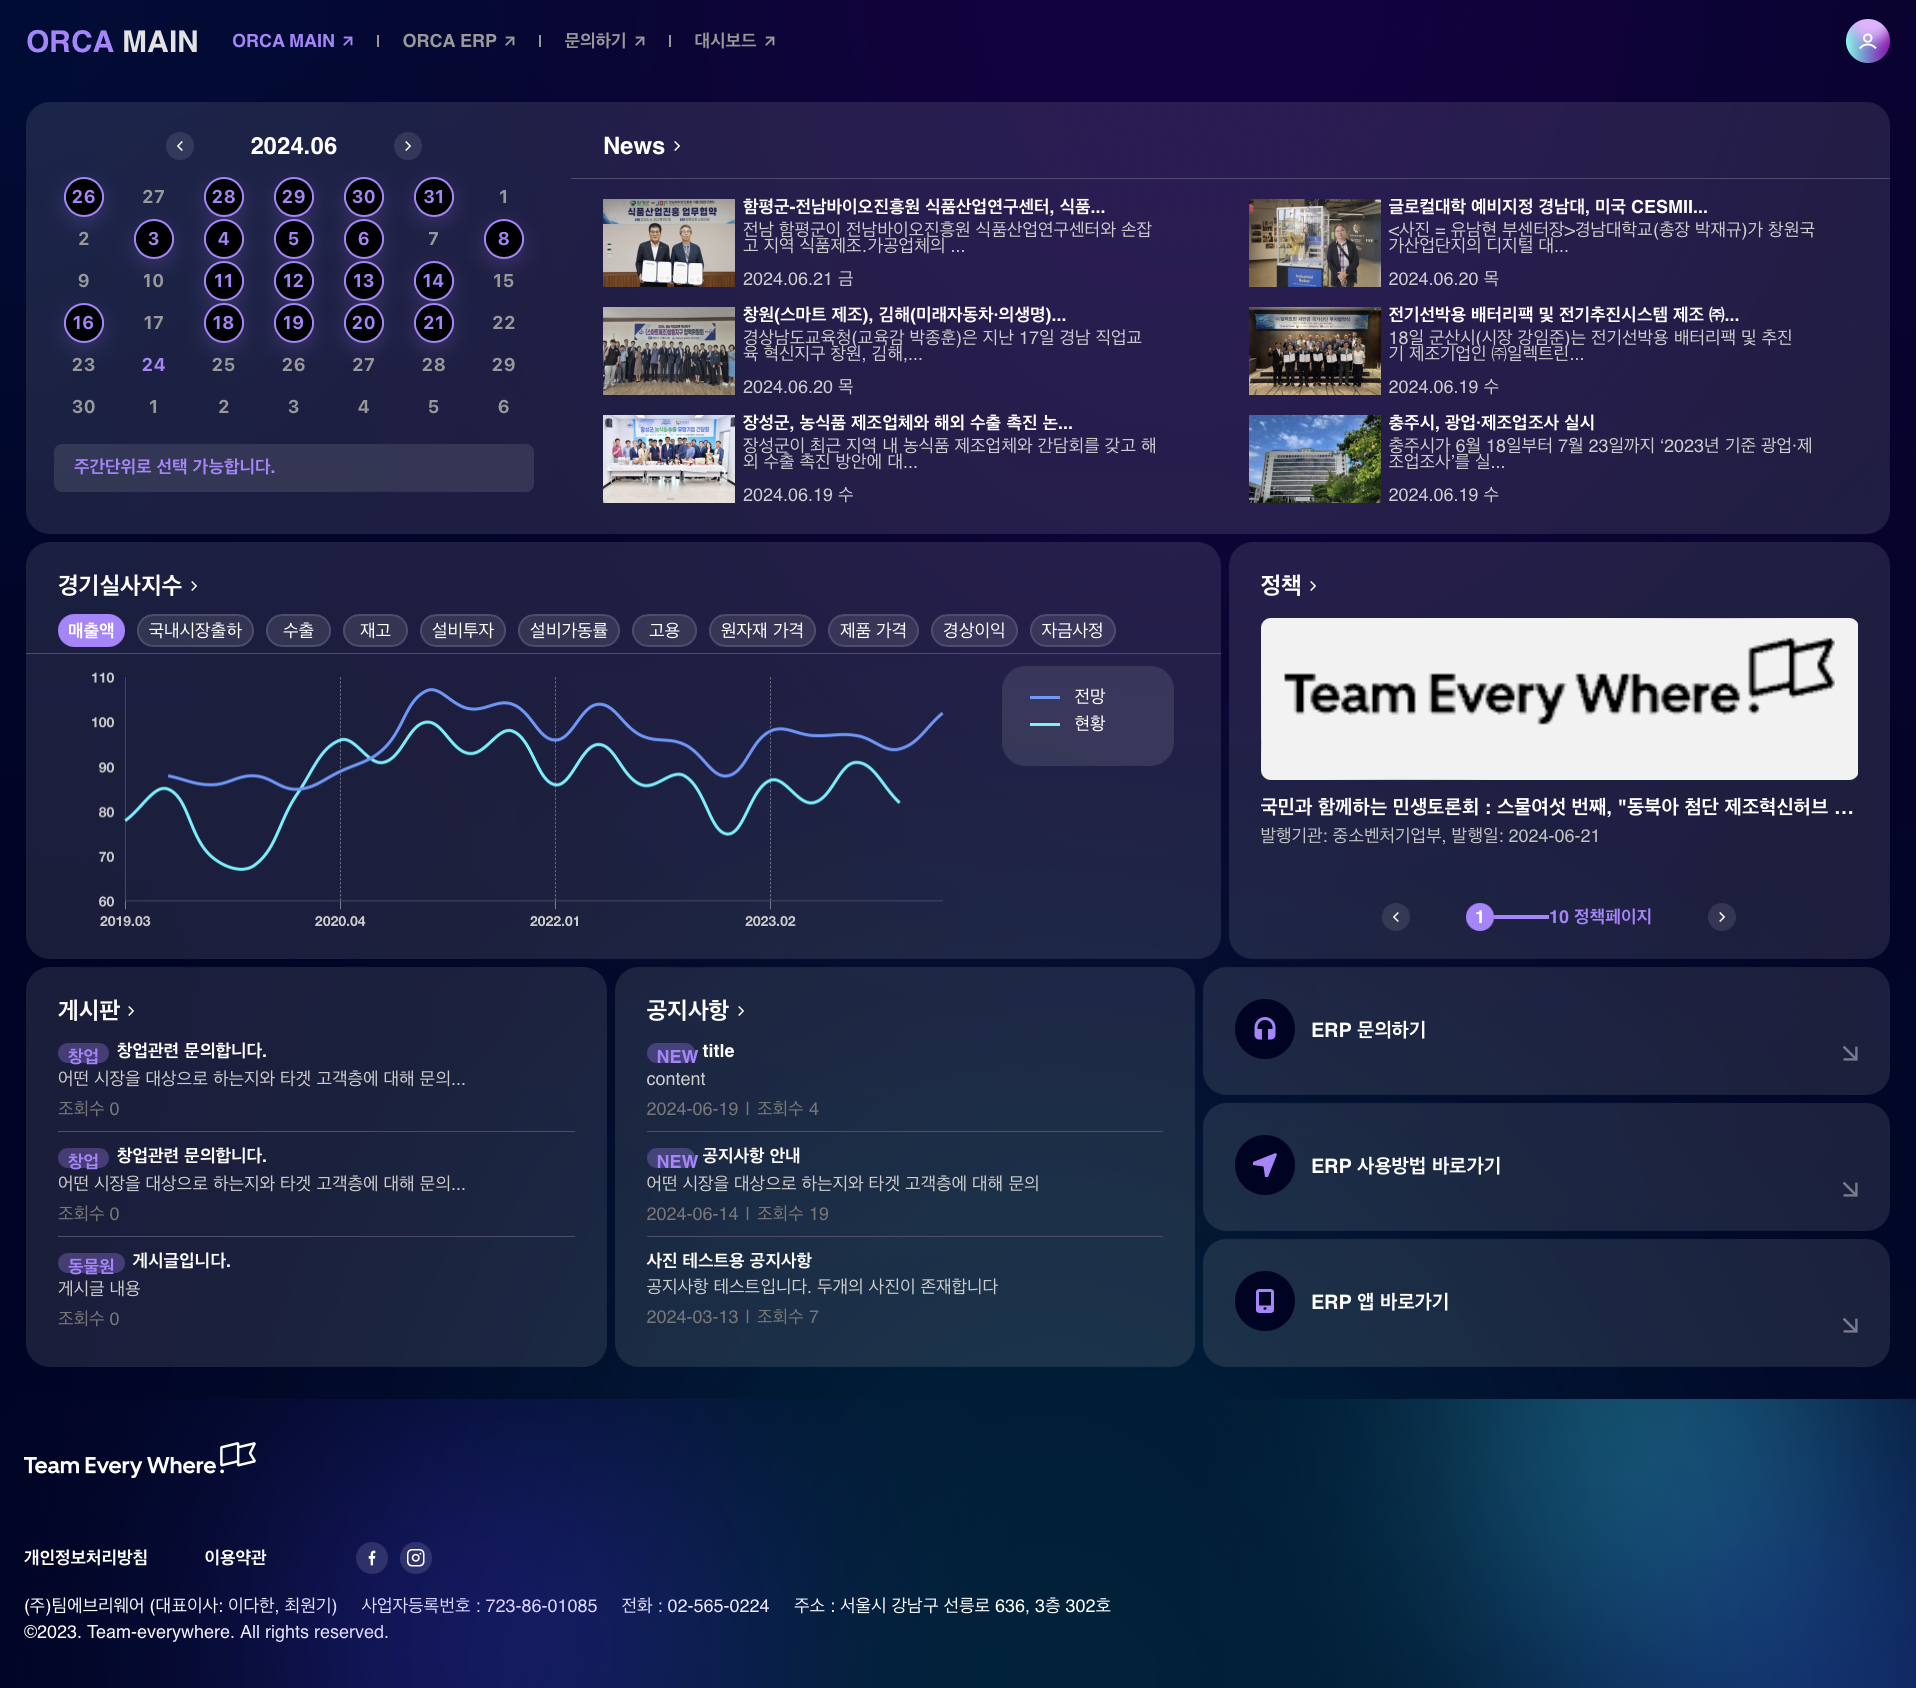 ORCA MAIN
ORCA MAIN
ORCA ERP
문의하기
대시보드
2024.06
26 27 28 29 30 31 1
2 3 4 5 6 7 8
9 10 11 12 13 14 15
16 17 18 19 20 21 22
23 24 25 26 27 28 29
30 1 2 3 4 5 6
주간단위로 선택 가능합니다.
News
식품산업진흥 업무협약
함평군-전남바이오진흥원 식품산업연구센터, 식품...
전남 함평군이 전남바이오진흥원 식품산업연구센터와 손잡
고 지역 식품제조.가공업체의 ...
2024.06.21 금
글로컬대학 예비지정 경남대, 미국 CESMII...
<사진 = 유남현 부센터장>경남대학교(총장 박재규)가 창원국
가산업단지의 디지털 대...
2024.06.20 목
창원(스마트 제조), 김해(미래자동차·의생명)...
경상남도교육청(교육감 박종훈)은 지난 17일 경남 직업교
육 혁신지구 창원, 김해,...
2024.06.20 목
전기선박용 배터리팩 및 전기추진시스템 제조 ㈜...
18일 군산시(시장 강임준)는 전기선박용 배터리팩 및 추진
기 제조기업인 ㈜일렉트린...
2024.06.19 수
장성군, 농식품 제조업체와 해외 수출 촉진 논...
장성군이 최근 지역 내 농식품 제조업체와 간담회를 갖고 해
외 수출 촉진 방안에 대...
2024.06.19 수
충주시, 광업·제조업조사 실시
충주시가 6월 18일부터 7월 23일까지 ‘2023년 기준 광업·제
조업조사’를 실...
2024.06.19 수
경기실사지수
매출액
국내시장출하
수출
재고
설비투자
설비가동률
고용
원자재 가격
제품 가격
경상이익
자금사정
110
100
90
80
70
60
2019.03
2020.04
2022.01
2023.02
전망
현황
정책
Team Every Where.
국민과 함께하는 민생토론회 : 스물여섯 번째, "동북아 첨단 제조혁신허브 ...
발행기관: 중소벤처기업부, 발행일: 2024-06-21
1
10 정책페이지
게시판
창업 창업관련 문의합니다.
어떤 시장을 대상으로 하는지와 타겟 고객층에 대해 문의...
조회수 0
창업 창업관련 문의합니다.
어떤 시장을 대상으로 하는지와 타겟 고객층에 대해 문의...
조회수 0
동물원 게시글입니다.
게시글 내용
조회수 0
공지사항
NEW title
content
2024-06-19 | 조회수 4
NEW 공지사항 안내
어떤 시장을 대상으로 하는지와 타겟 고객층에 대해 문의
2024-06-14 | 조회수 19
사진 테스트용 공지사항
공지사항 테스트입니다. 두개의 사진이 존재합니다
2024-03-13 | 조회수 7
ERP 문의하기
ERP 사용방법 바로가기
ERP 앱 바로가기
Team Every Where.
개인정보처리방침
이용약관
(주)팀에브리웨어 (대표이사: 이다한, 최원기) 사업자등록번호 : 723-86-01085 전화 : 02-565-0224 주소 : 서울시 강남구 선릉로 636, 3층 302호
©2023. Team-everywhere. All rights reserved.